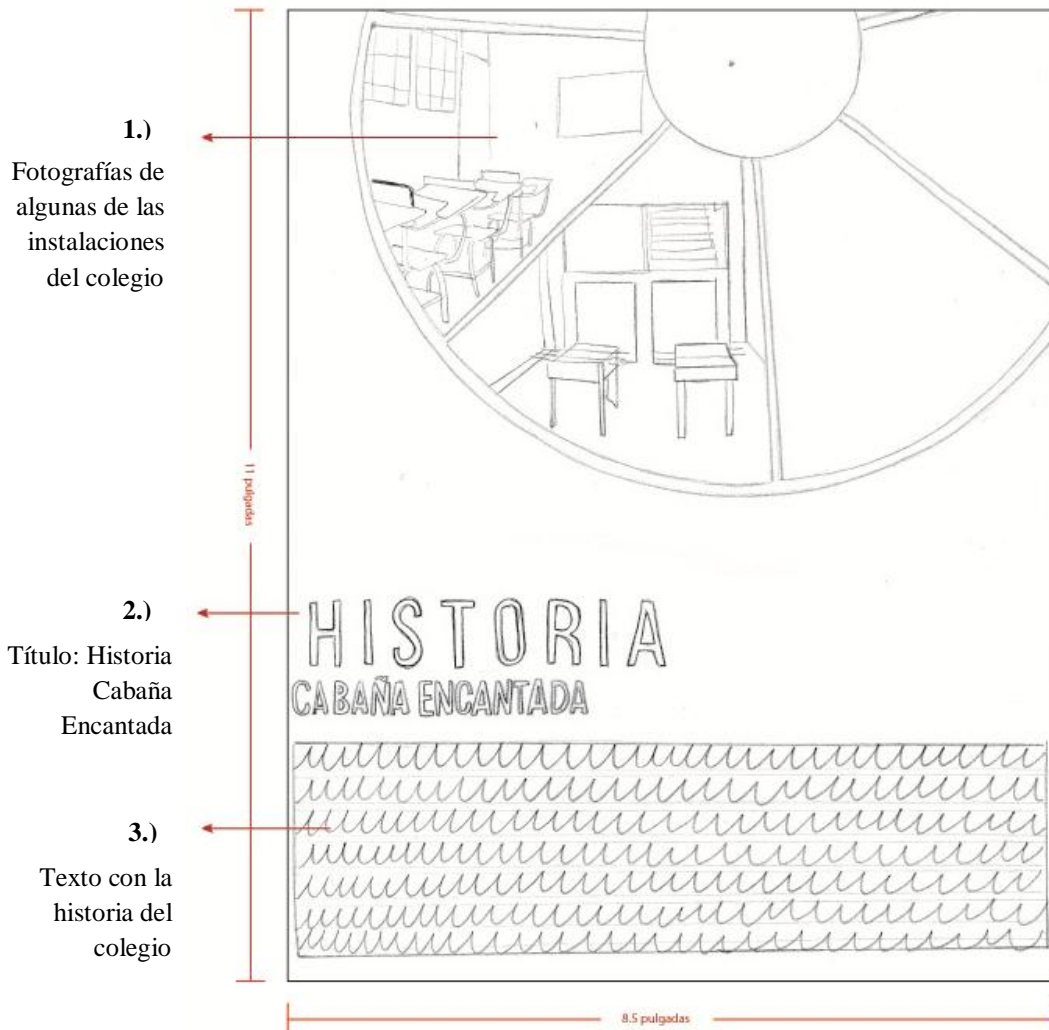 1.)
Fotografías de
algunas de las
instalaciones
del colegio
11 pulgadas
2.)
Título: Historia
Cabaña
Encantada
HISTORIA
CABAÑA ENCANTADA
3.)
Texto con la
historia del
colegio
8.5 pulgadas